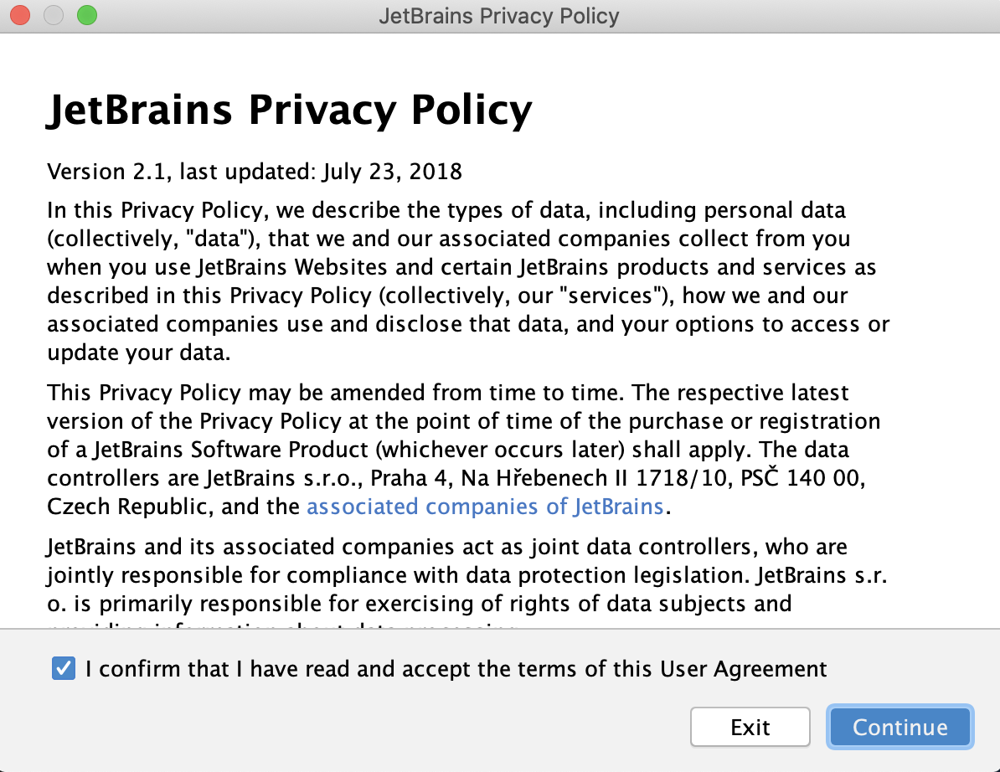 JetBrains Privacy Policy
JetBrains Privacy Policy
Version 2.1, last updated: July 23, 2018
In this Privacy Policy, we describe the types of data, including personal data
(collectively, "data"), that we and our associated companies collect from you
when you use JetBrains Websites and certain JetBrains products and services as
described in this Privacy Policy (collectively, our "services"), how we and our
associated companies use and disclose that data, and your options to access or
update your data.
This Privacy Policy may be amended from time to time. The respective latest
version of the Privacy Policy at the point of time of the purchase or registration
of a JetBrains Software Product (whichever occurs later) shall apply. The data
controllers are JetBrains s.r.o., Praha 4, Na Hřebenech II 1718/10, PSČ 140 00,
Czech Republic, and the associated companies of JetBrains.
JetBrains and its associated companies act as joint data controllers, who are
jointly responsible for compliance with data protection legislation. JetBrains s.r.
o. is primarily responsible for exercising of rights of data subjects and
I confirm that I have read and accept the terms of this User Agreement
Exit
Continue